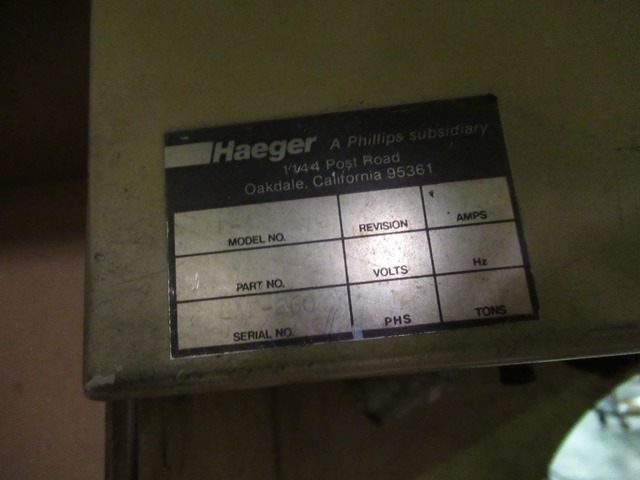 Haeger A Phillips subsidiary
1144 Post Road
Oakdale, California 95361
MODEL NO. REVISION AMPS
PART NO. VOLTS Hz
-260
SERIAL NO. PHS TONS